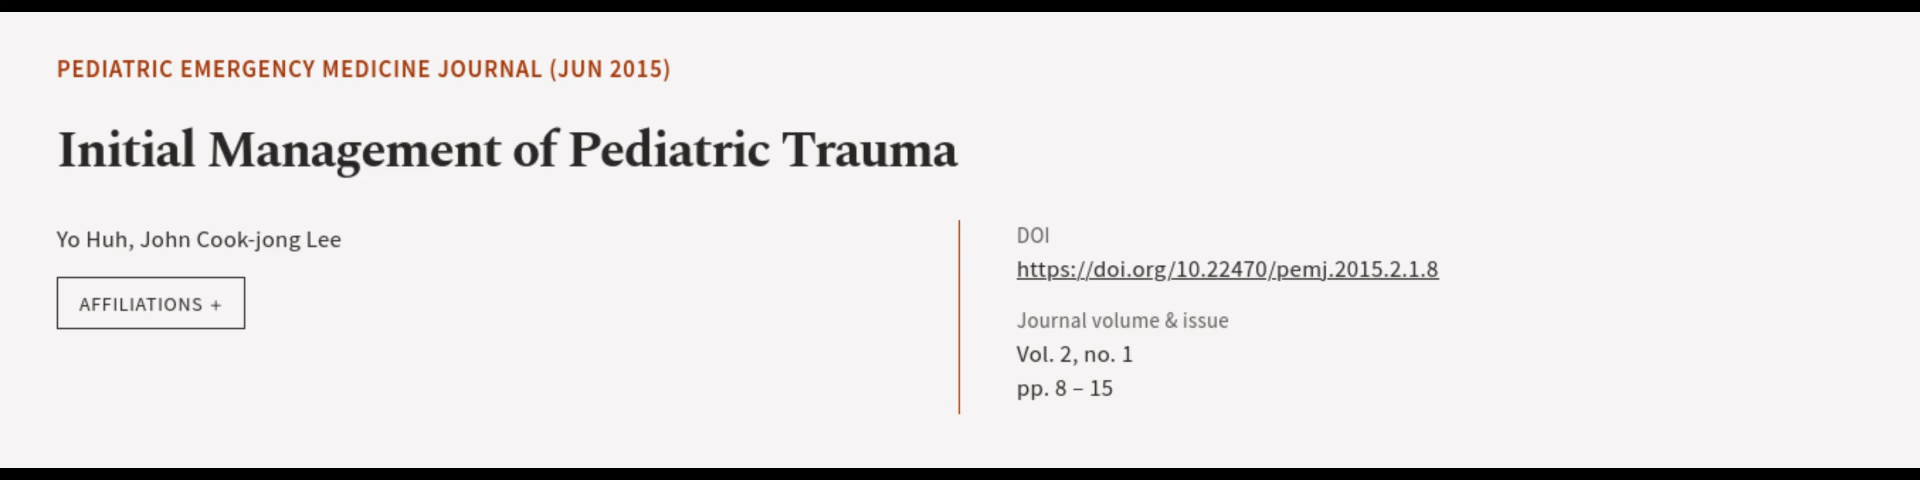 PEDIATRIC EMERGENCY MEDICINE JOURNAL (JUN 2015)
Initial Management of Pediatric Trauma
Yo Huh, John Cook-jong Lee
AFFILIATIONS +
DOI
https://doi.org/10.22470/pemj.2015.2.1.8
Journal volume & issue
Vol. 2, no. 1
pp. 8 – 15